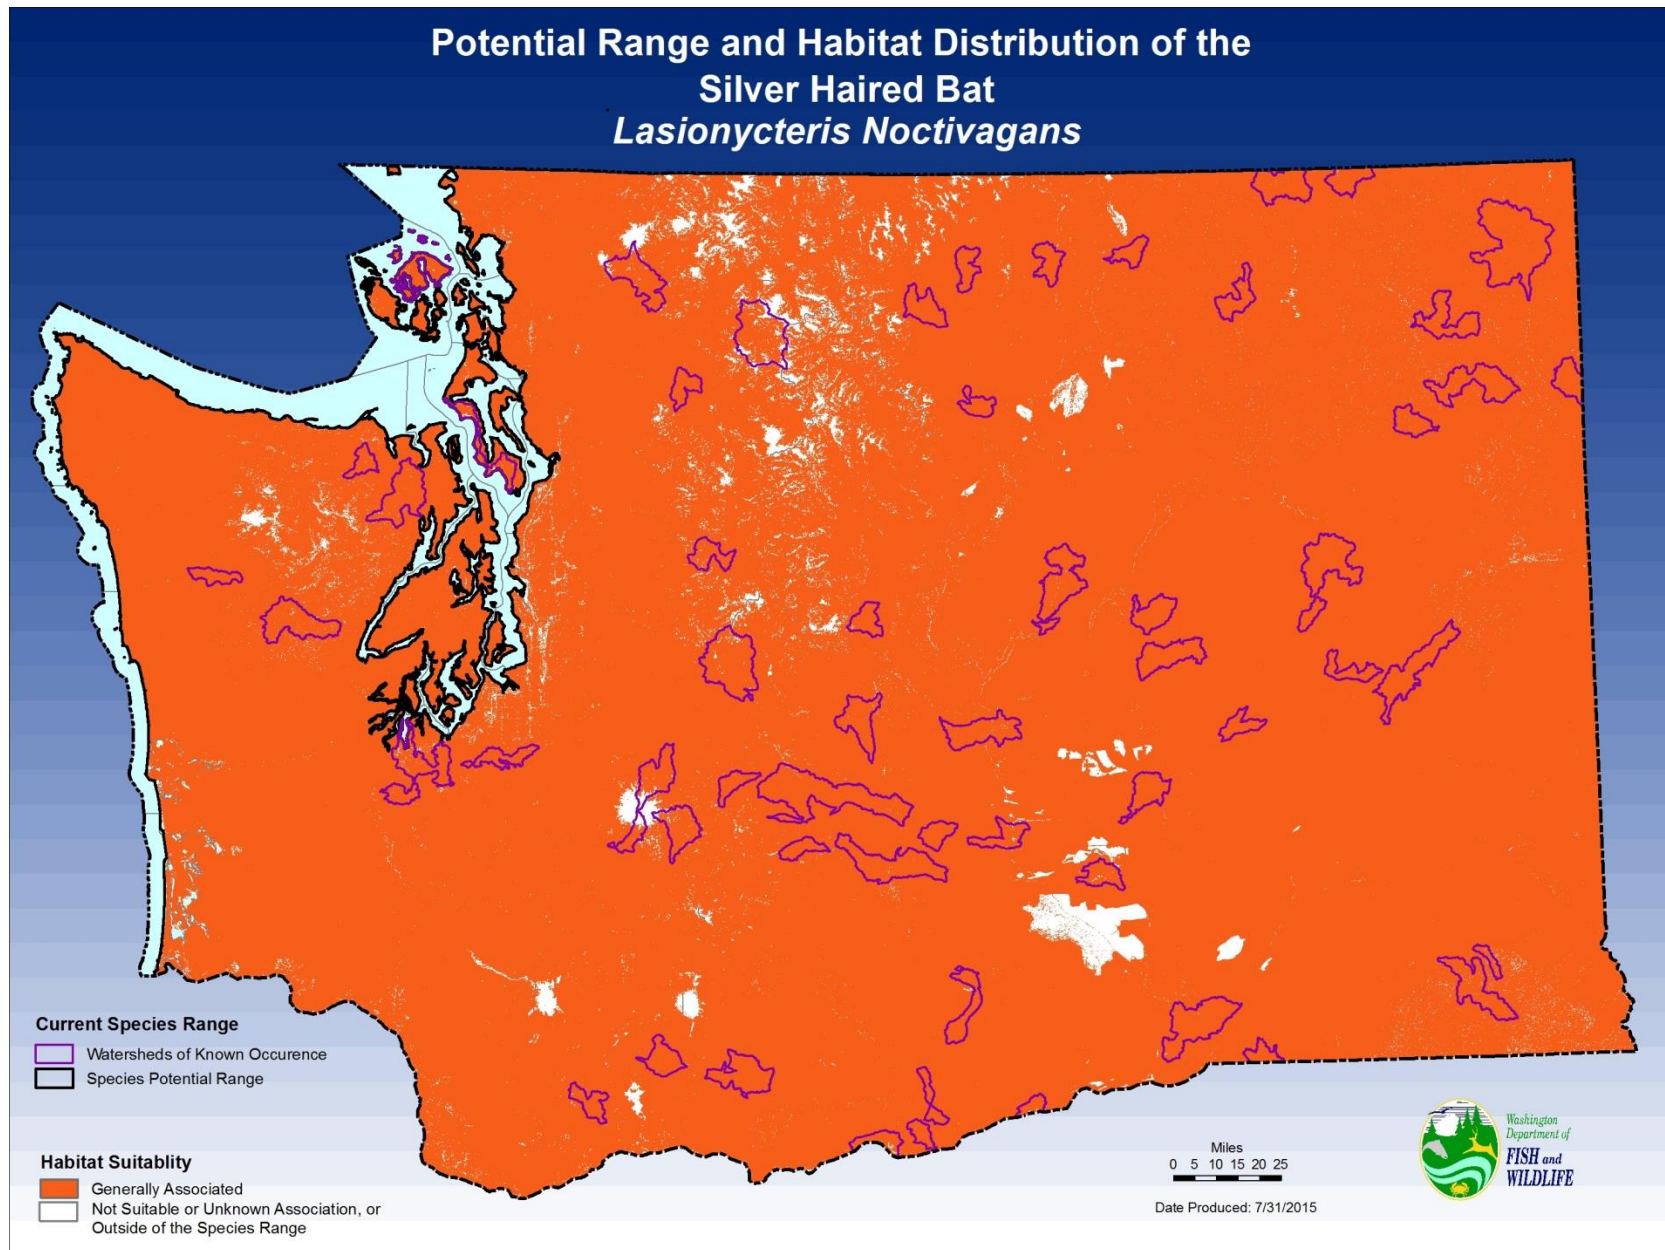 Potential Range and Habitat Distribution of the
Silver Haired Bat
Lasionycteris Noctivagans
Current Species Range
Watersheds of Known Occurence
Species Potential Range
Habitat Suitablity
Generally Associated
Not Suitable or Unknown Association, or
Outside of the Species Range
Miles
0 5 10 15 20 25
Date Produced: 7/31/2015
Washington
Department of
FISH and
WILDLIFE